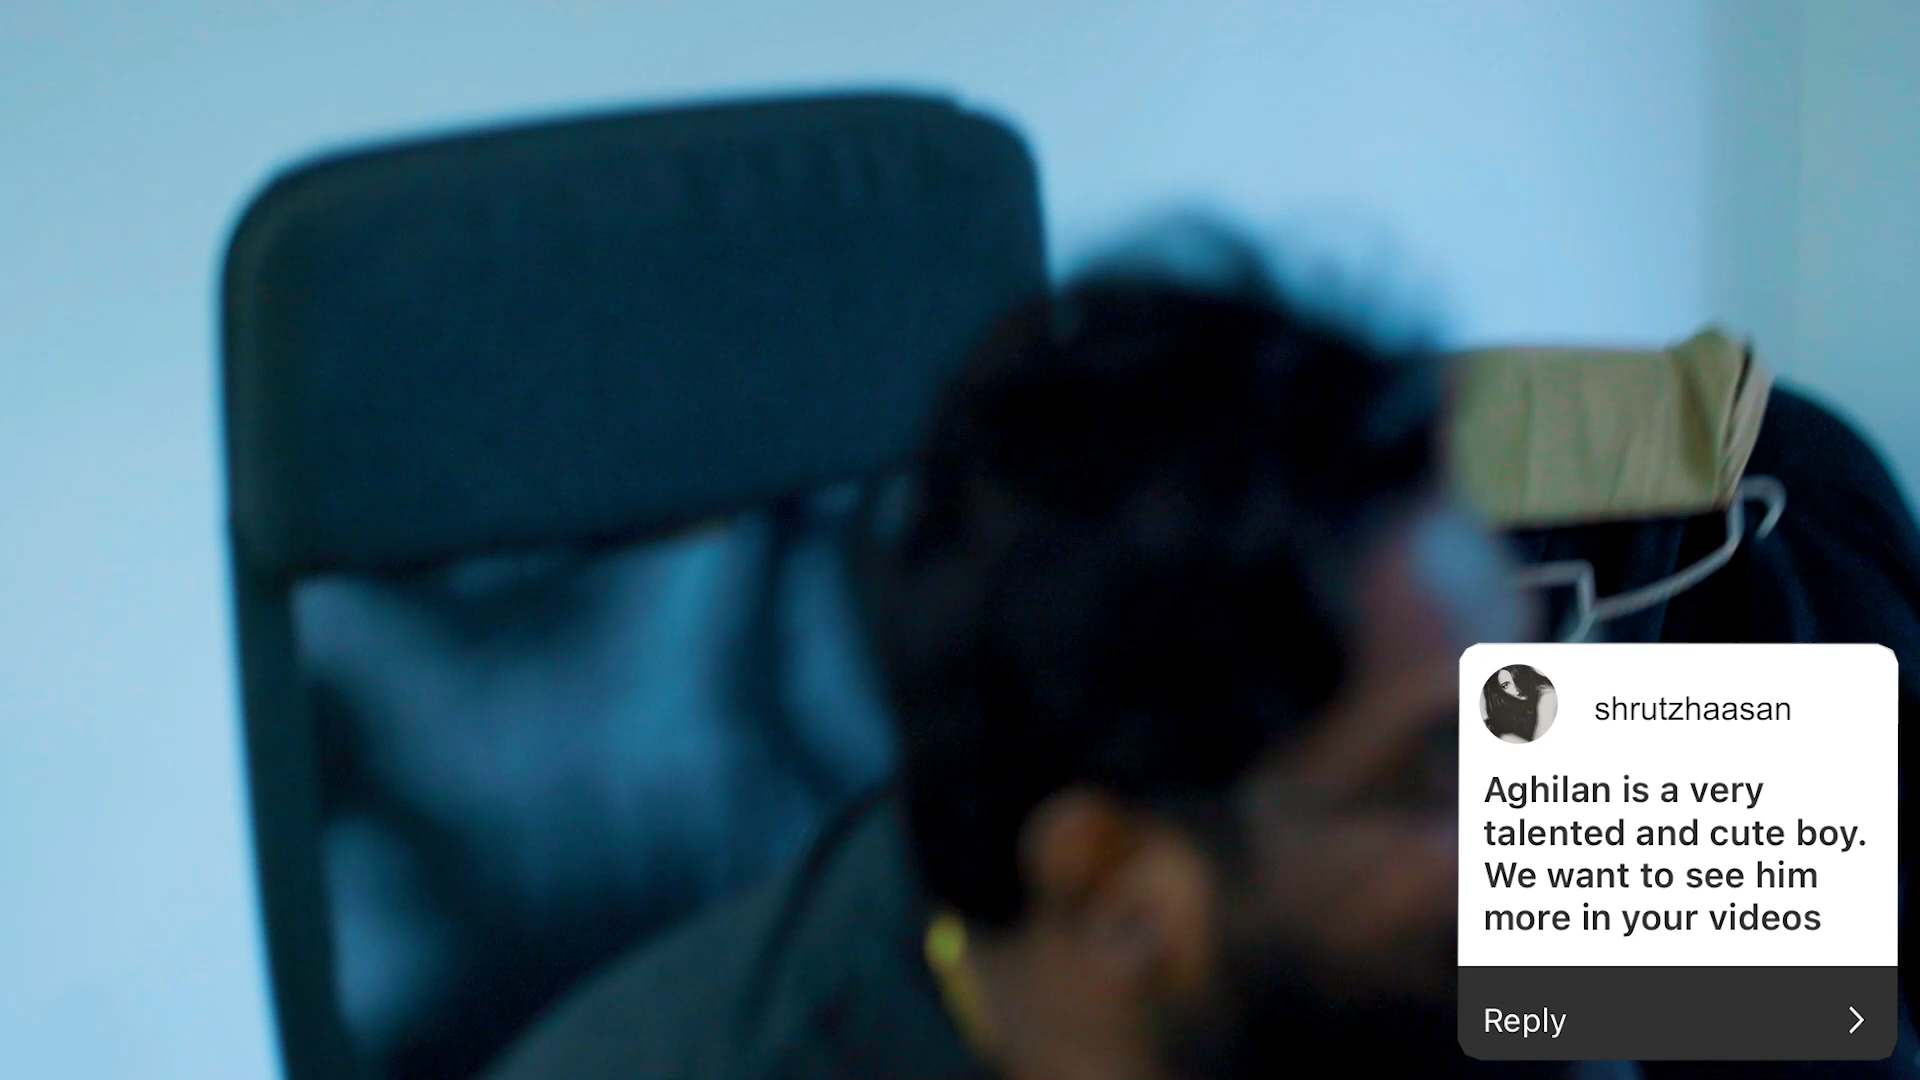 shrutzhaasan
Aghilan is a very
talented and cute boy.
We want to see him
more in your videos
Reply